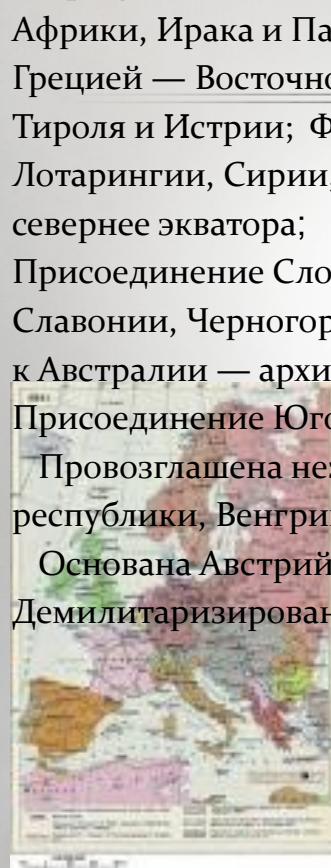 Африки, Ирака и Па
Грецией — Восточно
Тироля и Истрии; Ф
Лотарингии, Сирии,
севернее экватора;
Присоединение Сло
Славонии, Черногор
к Австралии — архи
Присоединение Юго
Провозглашена нез
республики, Венгри
Основана Австрий
Демилитаризирован